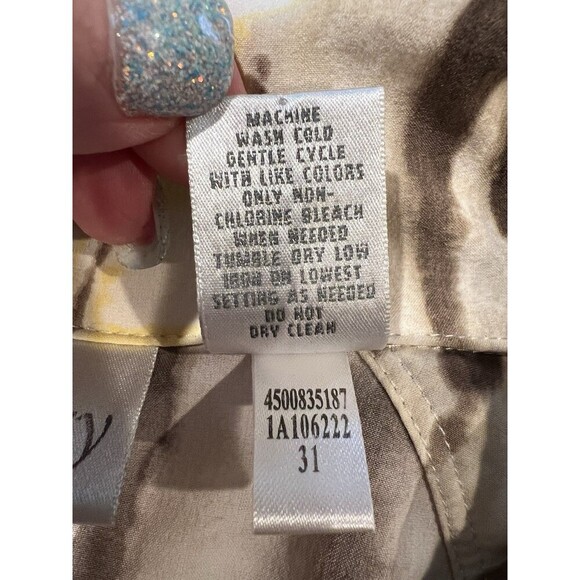 MACHINE
WASH COLD
GENTLE CYCLE
WITH LIKE COLORS
ONLY NON-
CHLORINE BLEACH
WHEN NEEDED
TUMBLE DRY LOW
IRON ON LOWEST
SETTING AS NEEDED
DO NOT
DRY CLEAN
4500835187
1A106222
31